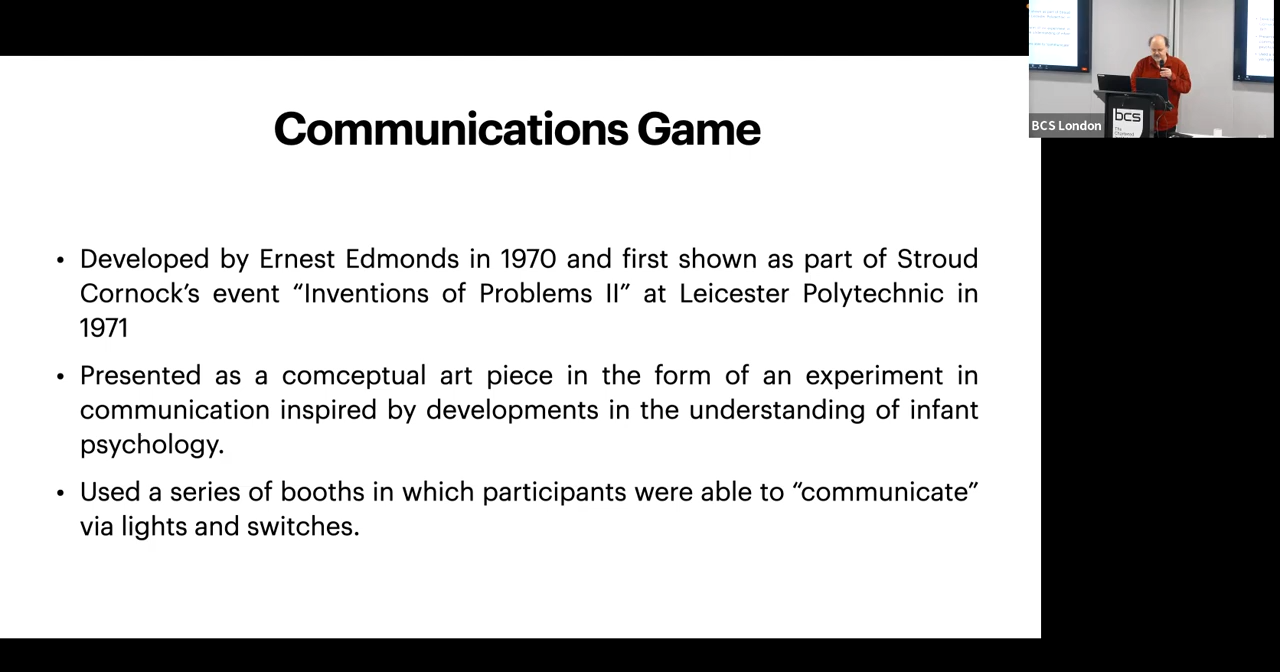 Communications Game
• Developed by Ernest Edmonds in 1970 and first shown as part of Stroud
Cornock’s event “Inventions of Problems II” at Leicester Polytechnic in
1971
• Presented as a comceptual art piece in the form of an experiment in
communication inspired by developments in the understanding of infant
psychology.
• Used a series of booths in which participants were able to “communicate”
via lights and switches.
BCS London
bcs